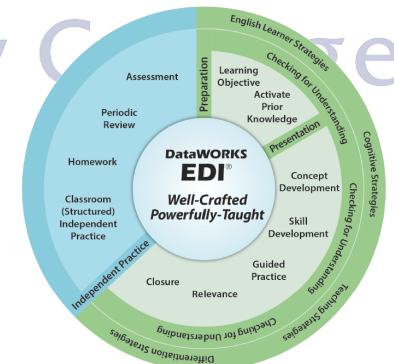 English Learner Strategies
Checking for Understanding
Cognitive Strategies
Preparation
Learning
Objective
Activate
Prior
Knowledge
Presentation
Assessment
Periodic
Review
Homework
Classroom
(Structured)
Independent
Practice
DataWORKS
EDI®
Well-Crafted
Powerfully-Taught
Concept
Development
Skill
Development
Guided
Practice
Relevance
Closure
Independent Practice
Checking for Understanding
Teaching Strategies
Checking for Understanding
Differentiation Strategies